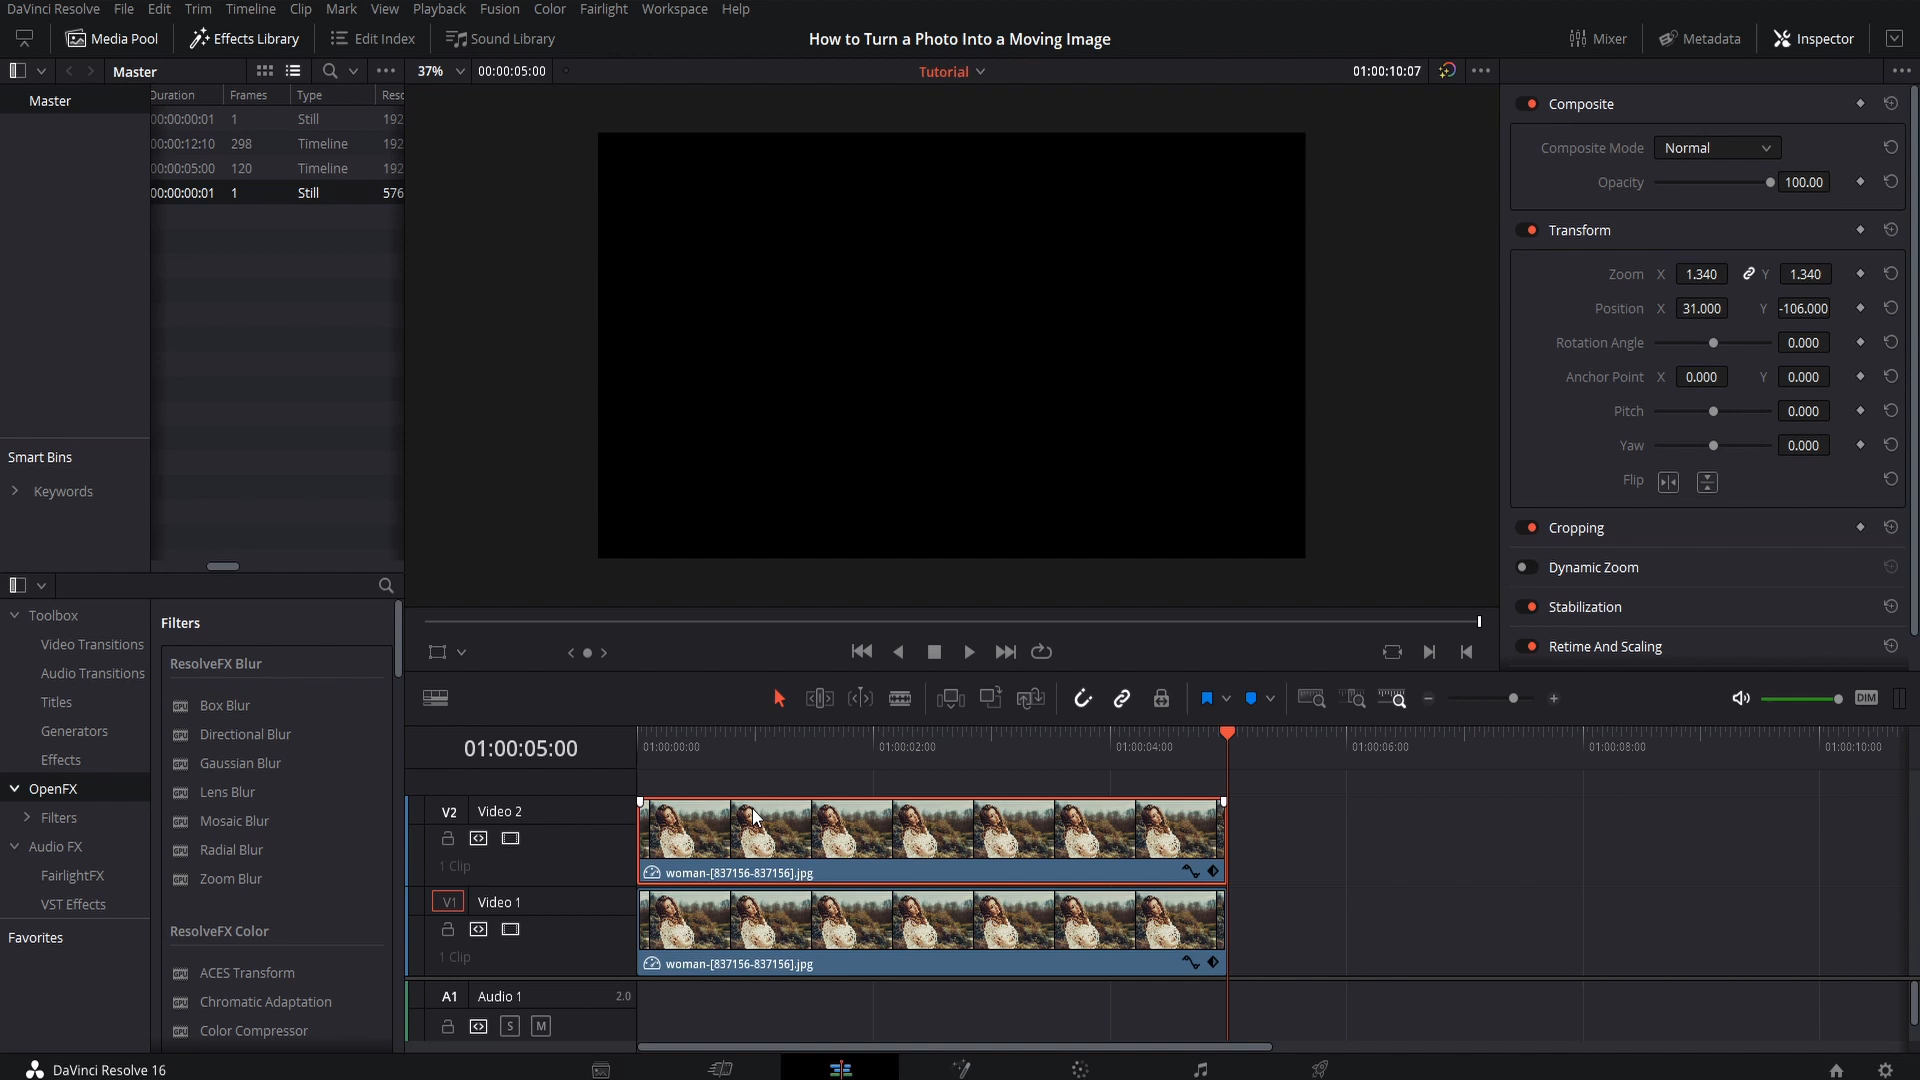 DaVinci Resolve File Edit Trim Timeline Clip Mark View Playback Fusion Color Fairlight Workspace Help
Media Pool Effects Library Edit Index Sound Library How to Turn a Photo Into a Moving Image Mixer Metadata Inspector
Master 37% 00:00:05:00 Tutorial 01:00:10:07
Master
Duration Frames Type Reso
00:00:00:01 1 Still 192
00:00:12:10 298 Timeline 192
00:00:05:00 120 Timeline 192
00:00:00:01 1 Still 576
Smart Bins
Keywords
Composite
Composite Mode Normal
Opacity 100.00
Transform
Zoom X 1.340 Y 1.340
Position X 31.000 Y -106.000
Rotation Angle 0.000
Anchor Point X 0.000 Y 0.000
Pitch 0.000
Yaw 0.000
Flip
Cropping
Dynamic Zoom
Stabilization
Retime And Scaling
Toolbox
Video Transitions
Audio Transitions
Titles
Generators
Effects
OpenFX
Filters
Audio FX
FairlightFX
VST Effects
Favorites
Filters
ResolveFX Blur
Box Blur
Directional Blur
Gaussian Blur
Lens Blur
Mosaic Blur
Radial Blur
Zoom Blur
ResolveFX Color
ACES Transform
Chromatic Adaptation
Color Compressor
DIM
01:00:05:00 01:00:00:00 01:00:02:00 01:00:04:00 01:00:06:00 01:00:08:00 01:00:10:00
V2 Video 2
1 Clip
woman-[837156-837156].jpg
V1 Video 1
1 Clip
woman-[837156-837156].jpg
A1 Audio 1 2.0
S M
DaVinci Resolve 16